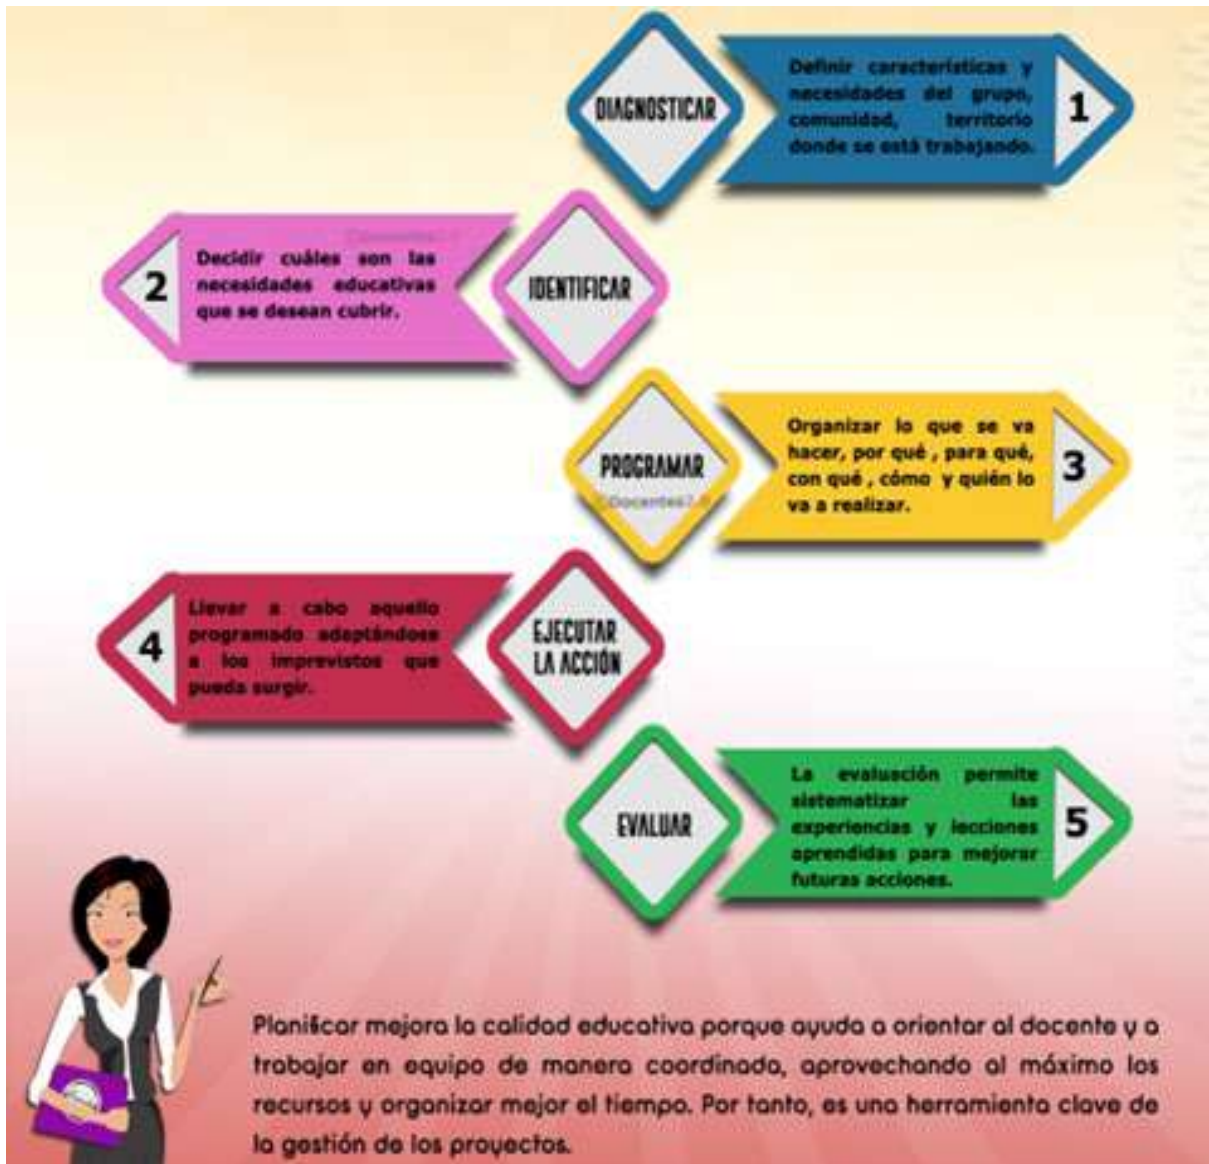 DIAGNOSTICAR
Definir características y
necesidades del grupo,
comunidad, territorio
donde se está trabajando.
1
2
Decidir cuáles son las
necesidades educativas
que se desean cubrir.
IDENTIFICAR
PROGRAMAR
Docentes2.0
Organizar lo que se va
hacer, por qué , para qué,
con qué , cómo y quién lo
va a realizar.
3
4
Llevar a cabo aquello
programado adaptándose
a los imprevistos que
pueda surgir.
EJECUTAR
LA ACCIÓN
EVALUAR
La evaluación permite
sistematizar las
experiencias y lecciones
aprendidas para mejorar
futuras acciones.
5
Planificar mejora la calidad educativa porque ayuda a orientar al docente y a
trabajar en equipo de manera coordinada, aprovechando al máximo los
recursos y organizar mejor el tiempo. Por tanto, es una herramienta clave de
la gestión de los proyectos.